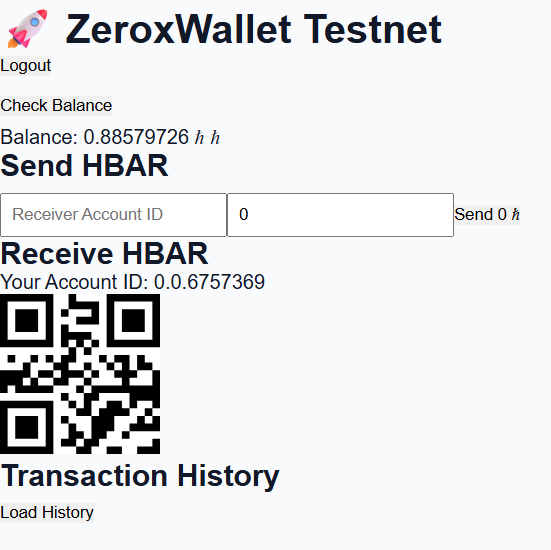 🚀 ZeroxWallet Testnet
Logout
Check Balance
Balance: 0.88579726 ℏ ℏ
Send HBAR
Receiver Account ID 0 Send 0 ℏ
Receive HBAR
Your Account ID: 0.0.6757369
Transaction History
Load History